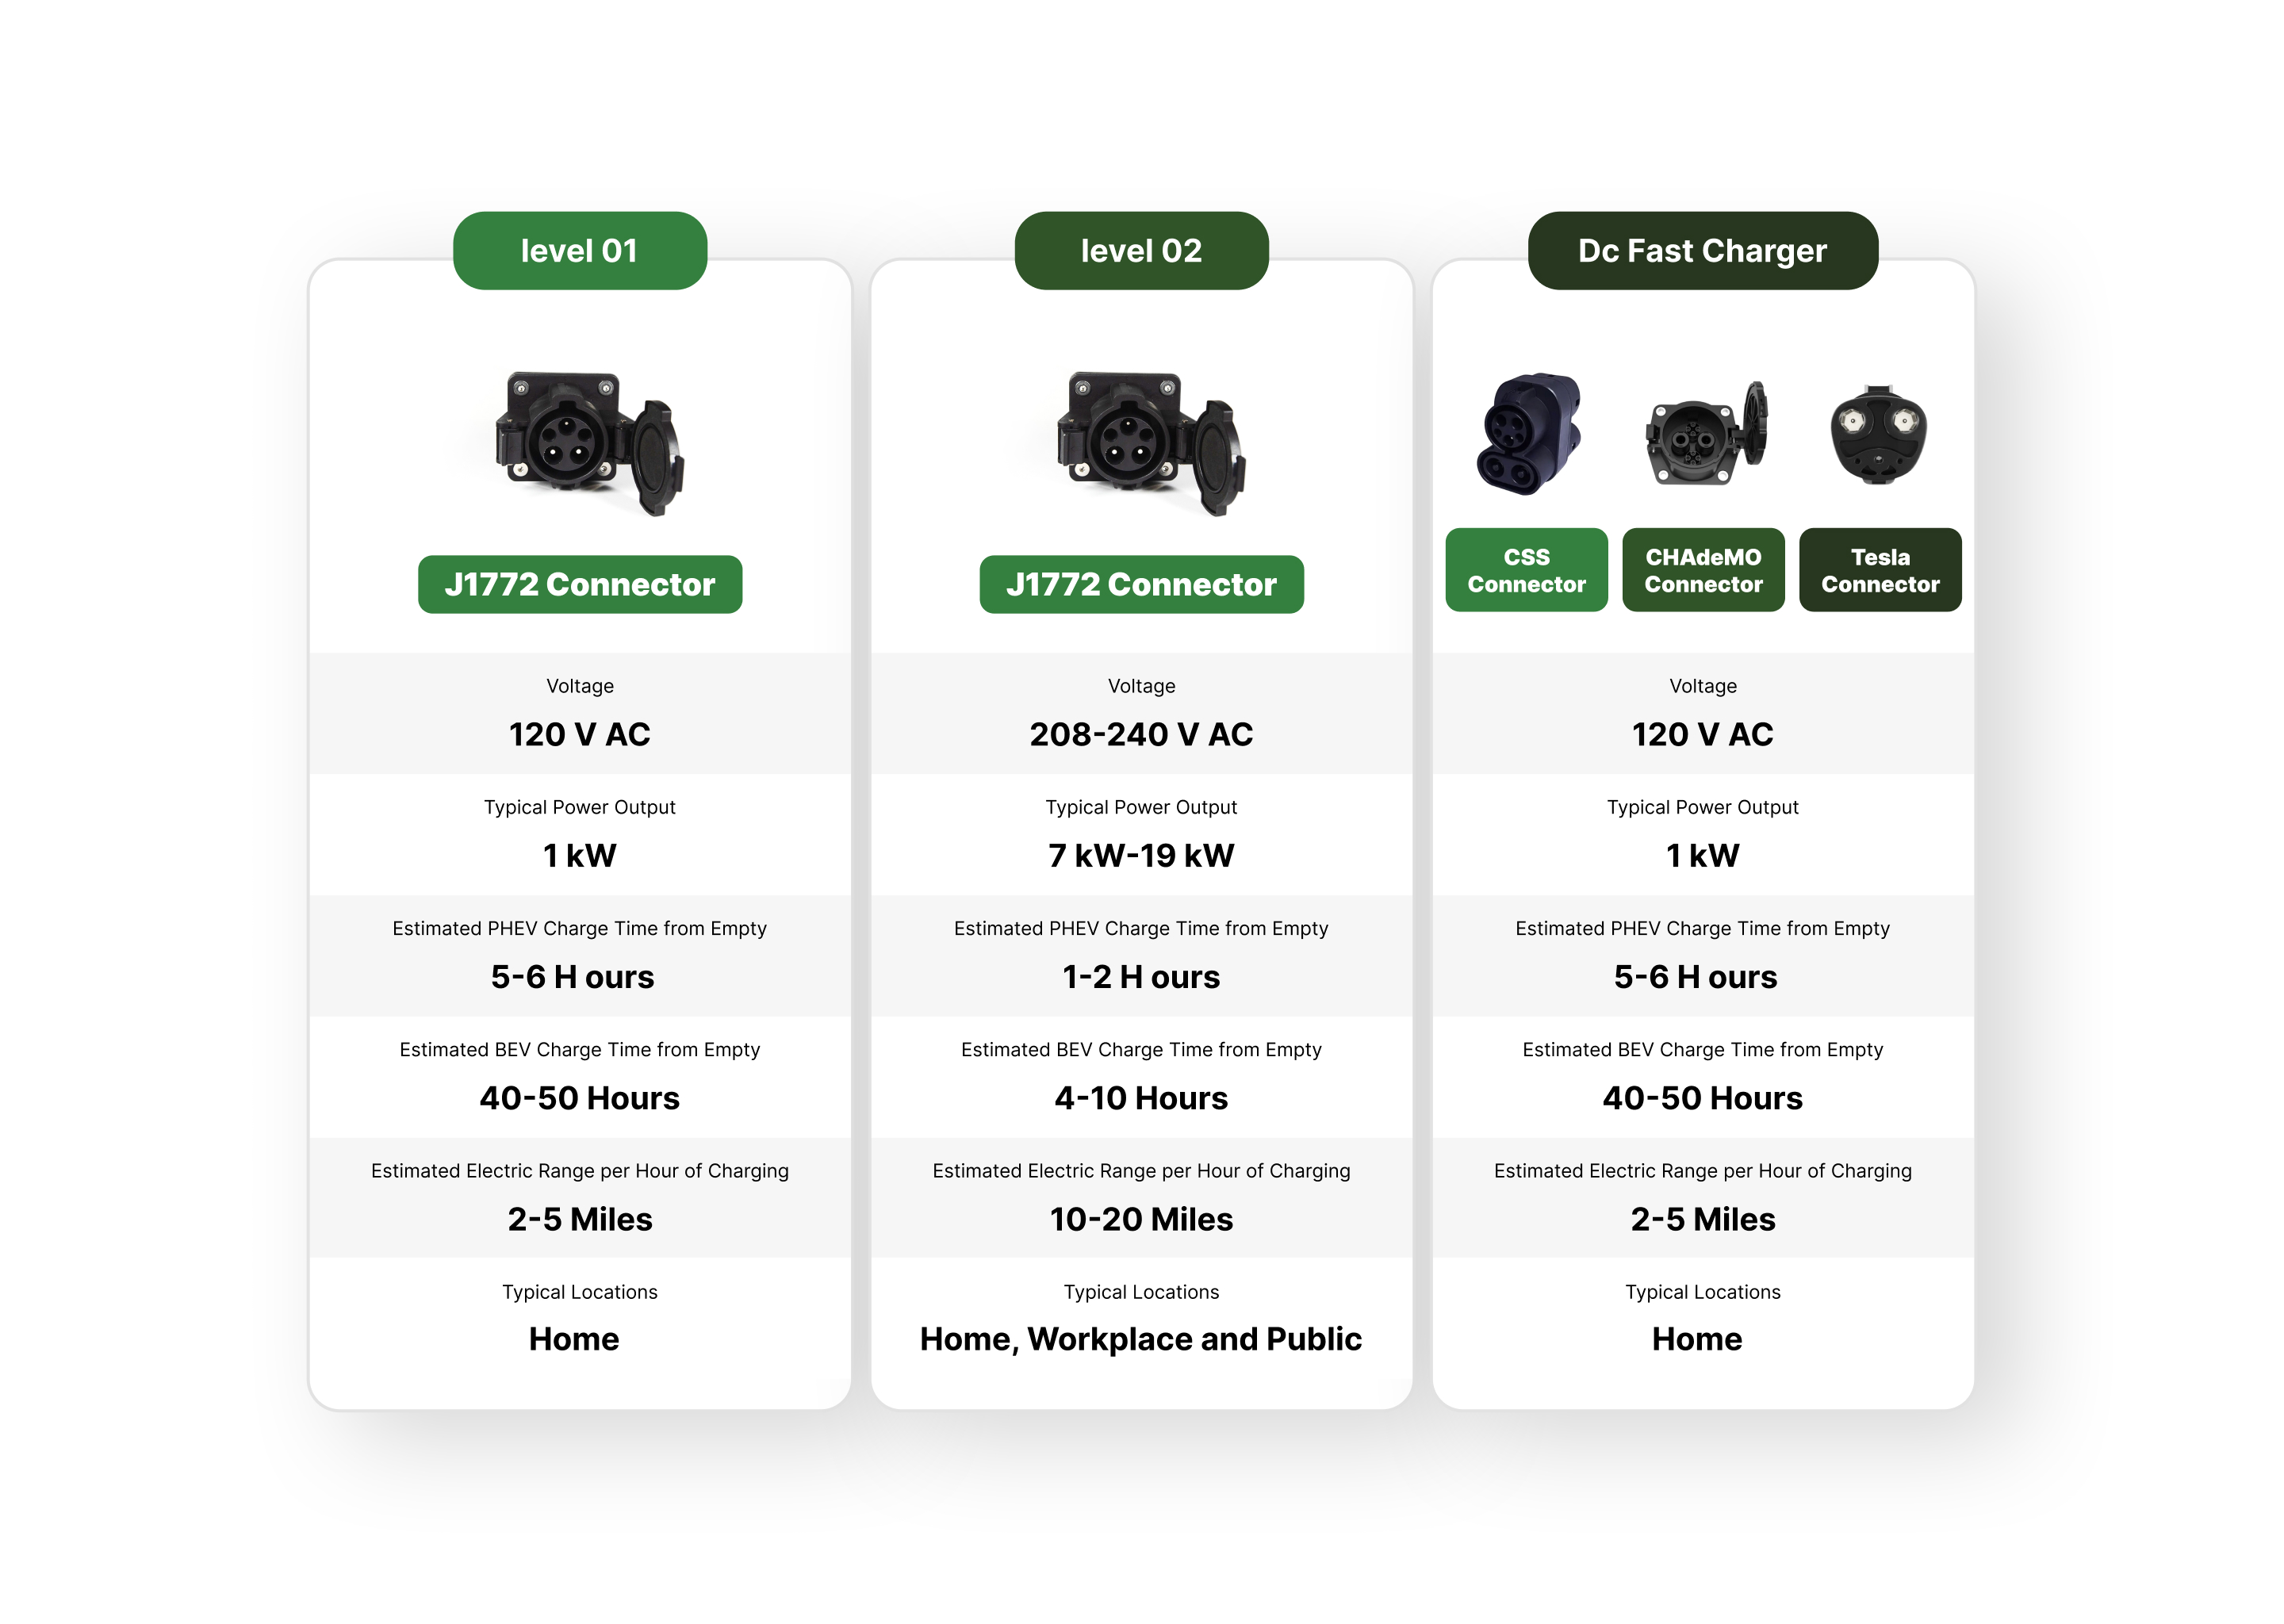 level 01
J1772 Connector
Voltage
120 V AC
Typical Power Output
1 kW
Estimated PHEV Charge Time from Empty
5-6 H ours
Estimated BEV Charge Time from Empty
40-50 Hours
Estimated Electric Range per Hour of Charging
2-5 Miles
Typical Locations
Home
level 02
J1772 Connector
Voltage
208-240 V AC
Typical Power Output
7 kW-19 kW
Estimated PHEV Charge Time from Empty
1-2 H ours
Estimated BEV Charge Time from Empty
4-10 Hours
Estimated Electric Range per Hour of Charging
10-20 Miles
Typical Locations
Home, Workplace and Public
Dc Fast Charger
CSS
Connector
CHAdeMO
Connector
Tesla
Connector
Voltage
120 V AC
Typical Power Output
1 kW
Estimated PHEV Charge Time from Empty
5-6 H ours
Estimated BEV Charge Time from Empty
40-50 Hours
Estimated Electric Range per Hour of Charging
2-5 Miles
Typical Locations
Home